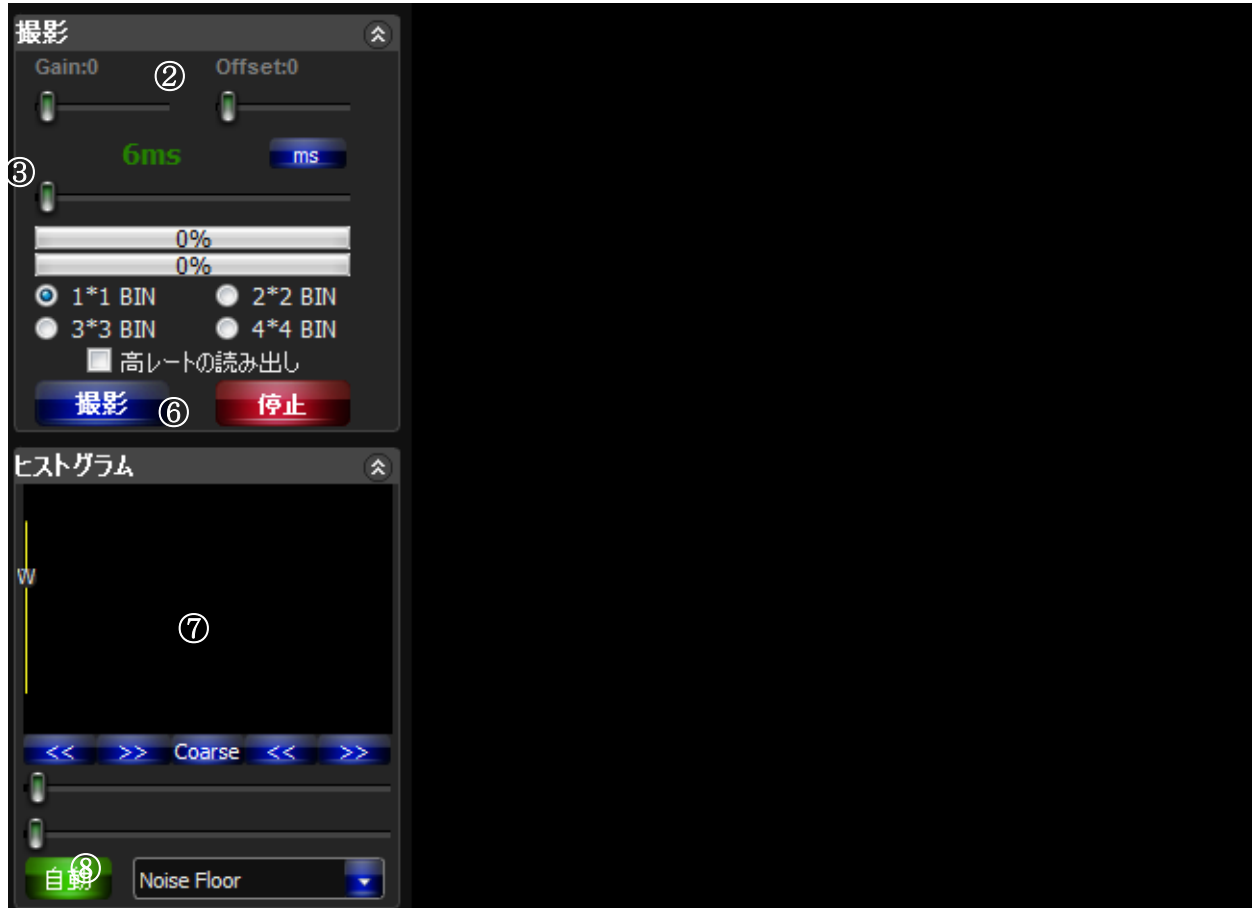 撮影
Gain:0 ② Offset:0
6ms ms
③
0%
0%
1*1 BIN 2*2 BIN
3*3 BIN 4*4 BIN
高レートの読み出し
撮影 ⑥ 停止
ヒストグラム
W
⑦
<< >> Coarse << >>
自動 ⑧ Noise Floor